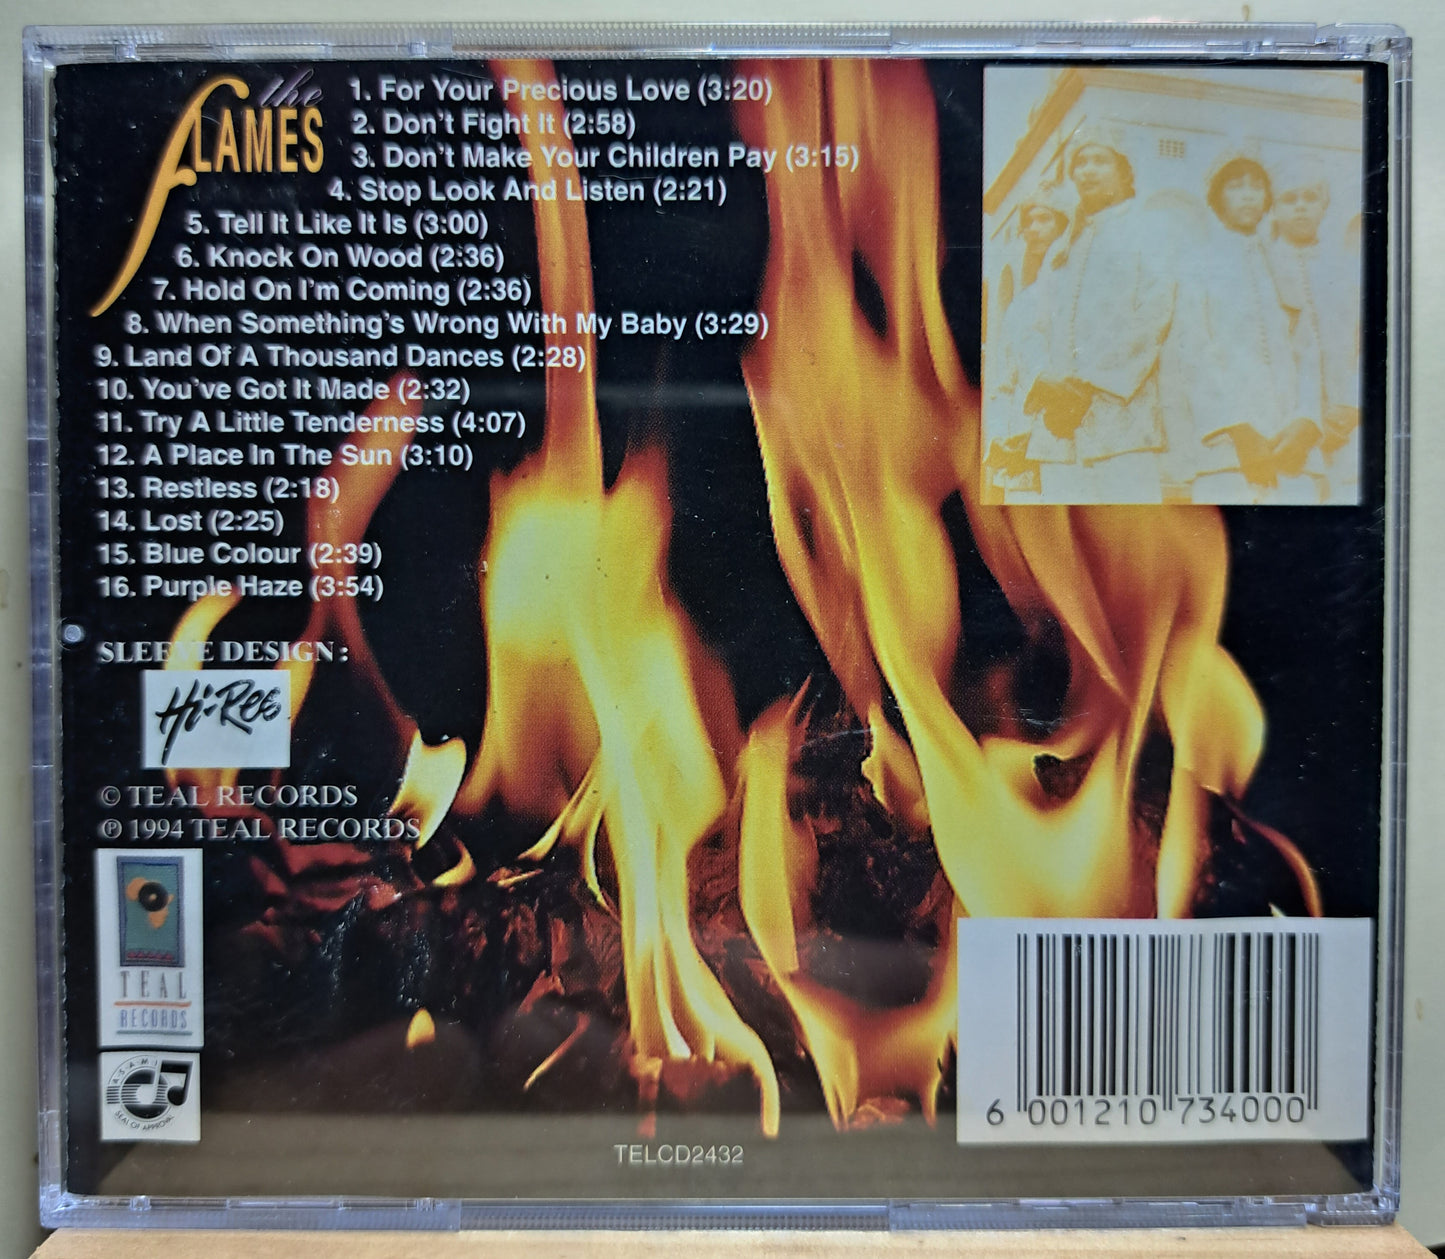 the
FLAMES
1. For Your Precious Love (3:20)
2. Don't Fight It (2:58)
3. Don't Make Your Children Pay (3:15)
4. Stop Look And Listen (2:21)
5. Tell It Like It Is (3:00)
6. Knock On Wood (2:36)
7. Hold On I'm Coming (2:36)
8. When Something's Wrong With My Baby (3:29)
9. Land Of A Thousand Dances (2:28)
10. You've Got It Made (2:32)
11. Try A Little Tenderness (4:07)
12. A Place In The Sun (3:10)
13. Restless (2:18)
14. Lost (2:25)
15. Blue Colour (2:39)
16. Purple Haze (3:54)
SLEEVE DESIGN:
Hi-Res
© TEAL RECORDS
℗ 1994 TEAL RECORDS
TEAL
RECORDS
A·S·A·M·I
SEAL OF APPROVAL
6 001210 734000
TELCD2432